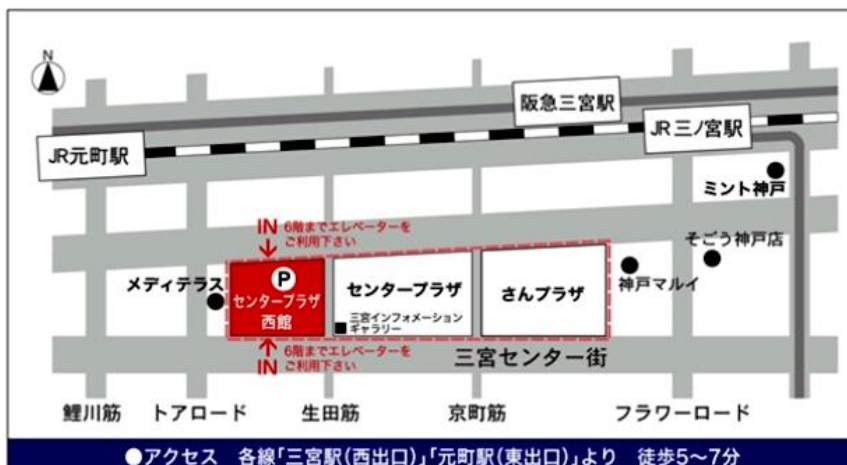 N
阪急三宮駅
JR三ノ宮駅
JR元町駅
ミント神戸
IN 6階までエレベーターを
ご利用下さい
そごう神戸店
メディテラス
P
センタープラザ
西館
センタープラザ
三宮インフォメーション
ギャラリー
さんプラザ
神戸マルイ
IN 6階までエレベーターを
ご利用下さい
三宮センター街
鯉川筋
トアロード
生田筋
京町筋
フラワーロード
●アクセス 各線「三宮駅(西出口)」「元町駅(東出口)」より 徒歩5〜7分